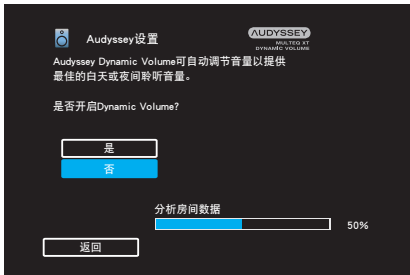 Audyssey设置
AUDYSSEY
MULTEQ XT
DYNAMIC VOLUME
Audyssey Dynamic Volume可自动调节音量以提供
最佳的白天或夜间聆听音量。
是否开启Dynamic Volume?
是
否
分析房间数据
50%
返回